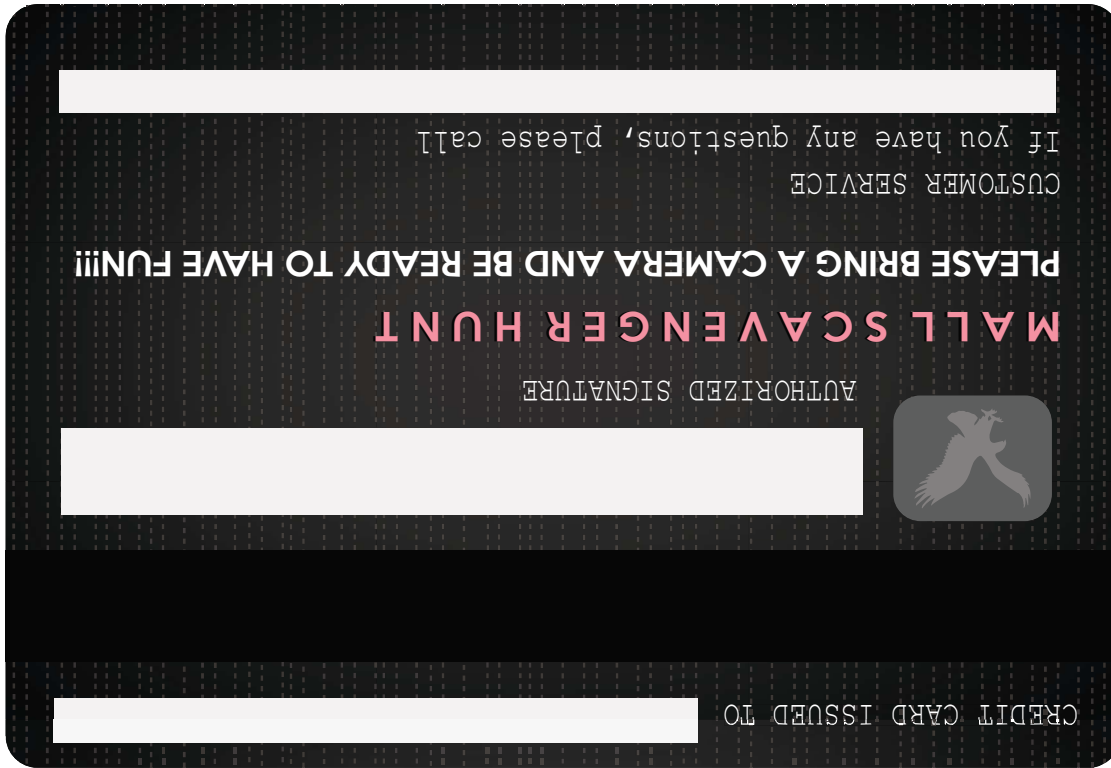 CREDIT CARD ISSUED TO
AUTHORIZED SIGNATURE
MALL SCAVENGER HUNT
PLEASE BRING A CAMERA AND BE READY TO HAVE FUN!!!
CUSTOMER SERVICE
If you have any questions, please call